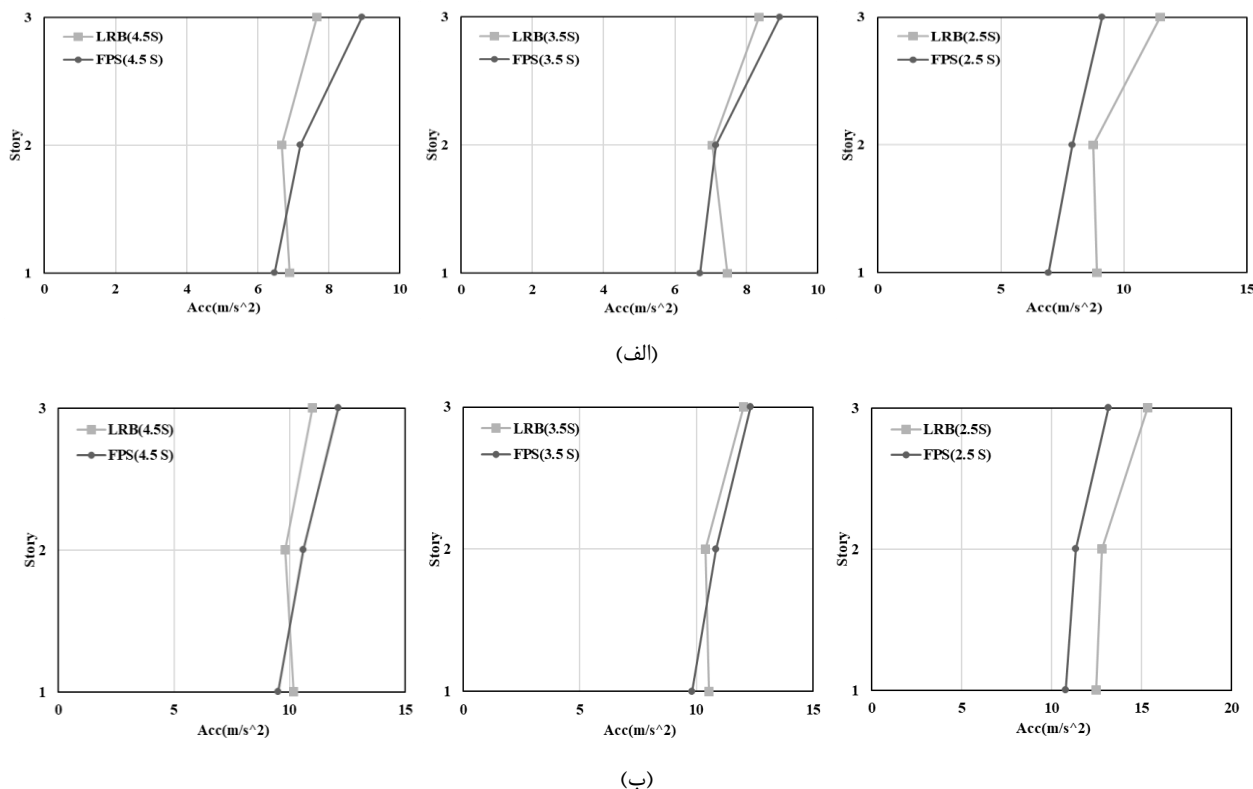 3
LRB(4.5S)
FPS(4.5 S)
Story
2
1
0 2 4 6 8 10
Acc(m/s^2)
3
LRB(3.5S)
FPS(3.5 S)
Story
2
1
0 2 4 6 8 10
Acc(m/s^2)
3
LRB(2.5S)
FPS(2.5 S)
Story
2
1
0 5 10 15
Acc(m/s^2)
(الف)
3
LRB(4.5S)
FPS(4.5 S)
Story
2
1
0 5 10 15
Acc(m/s^2)
3
LRB(3.5S)
FPS(3.5 S)
Story
2
1
0 5 10 15
Acc(m/s^2)
3
LRB(2.5S)
FPS(2.5 S)
Story
2
1
0 5 10 15 20
Acc(m/s^2)
(ب)